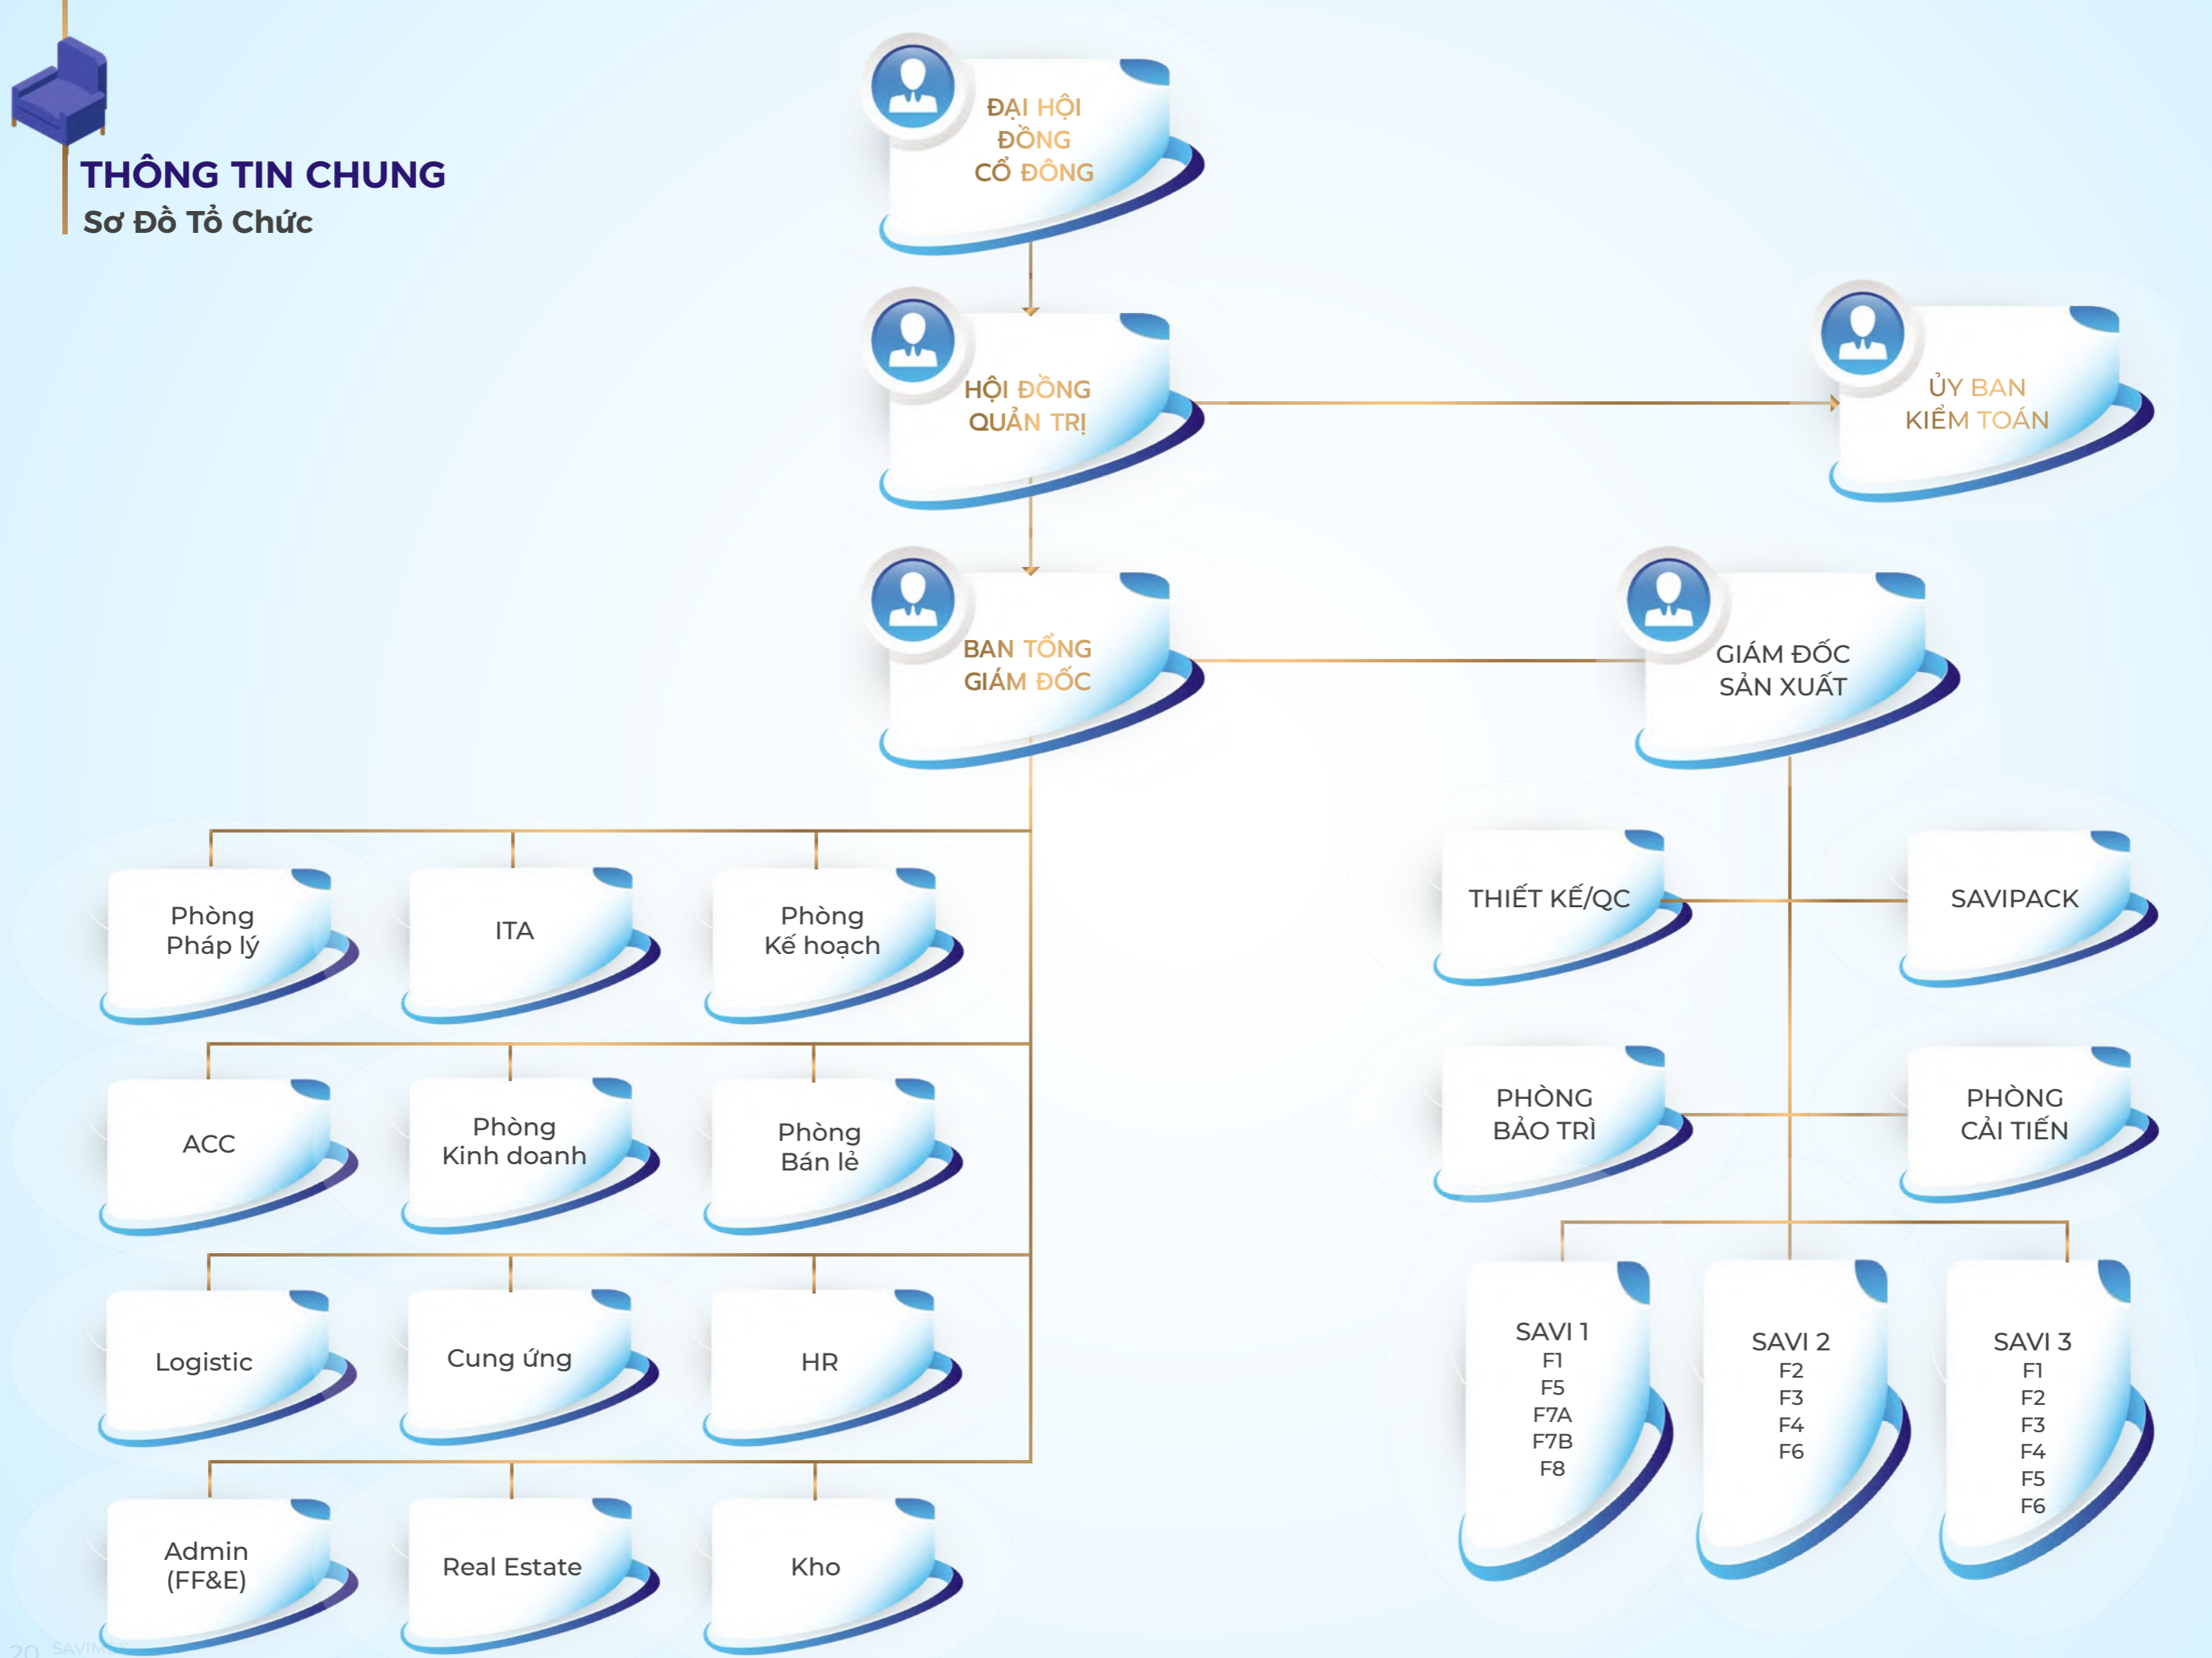 THÔNG TIN CHUNG
Sơ Đồ Tổ Chức
ĐẠI HỘI
ĐỒNG
CỔ ĐÔNG
HỘI ĐỒNG
QUẢN TRỊ
ỦY BAN
KIỂM TOÁN
BAN TỔNG
GIÁM ĐỐC
GIÁM ĐỐC
SẢN XUẤT
Phòng
Pháp lý
ITA
Phòng
Kế hoạch
THIẾT KẾ/QC
SAVIPACK
ACC
Phòng
Kinh doanh
Phòng
Bán lẻ
PHÒNG
BẢO TRÌ
PHÒNG
CẢI TIẾN
Logistic
Cung ứng
HR
Admin
(FF&E)
Real Estate
Kho
SAVI 1
F1
F5
F7A
F7B
F8
SAVI 2
F2
F3
F4
F6
SAVI 3
F1
F2
F3
F4
F5
F6
20 SAVIMEX